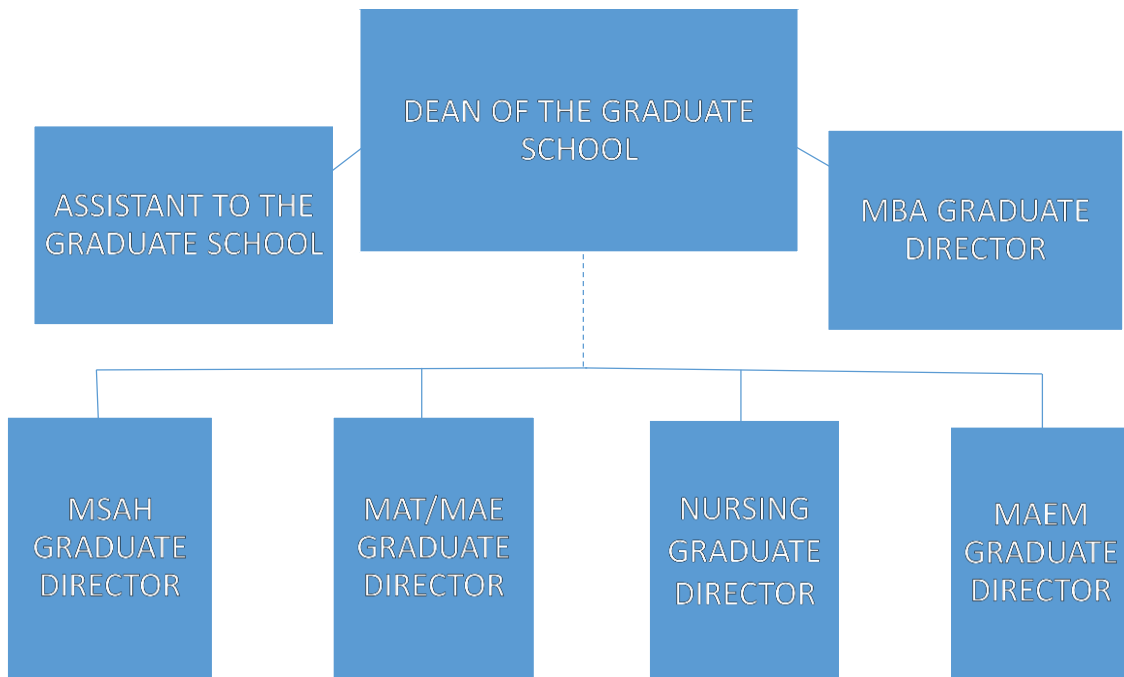 DEAN OF THE GRADUATE
SCHOOL
ASSISTANT TO THE
GRADUATE SCHOOL
MBA GRADUATE
DIRECTOR
MSAH
GRADUATE
DIRECTOR
MAT/MAE
GRADUATE
DIRECTOR
NURSING
GRADUATE
DIRECTOR
MAEM
GRADUATE
DIRECTOR